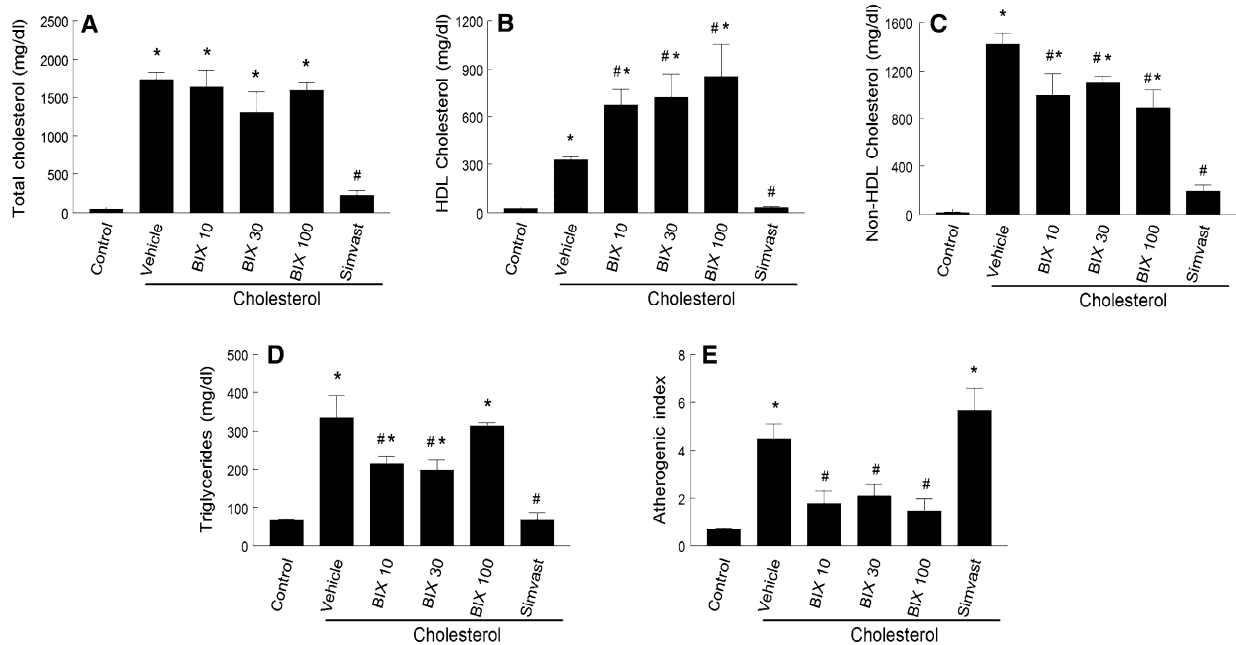 A
Total cholesterol (mg/dl)
2500
2000
1500
1000
500
0
*
*
*
*
#
Control
Vehicle
BIX 10
BIX 30
BIX 100
Simvast
Cholesterol
B
HDL Cholesterol (mg/dl)
1200
900
600
300
0
*
#*
#*
#*
#
Control
Vehicle
BIX 10
BIX 30
BIX 100
Simvast
Cholesterol
C
Non-HDL Cholesterol (mg/dl)
1600
1200
800
400
0
*
#*
#*
#*
#
Control
Vehicle
BIX 10
BIX 30
BIX 100
Simvast
Cholesterol
D
Triglycerides (mg/dl)
500
400
300
200
100
0
*
#*
#*
*
#
Control
Vehicle
BIX 10
BIX 30
BIX 100
Simvast
Cholesterol
E
Atherogenic index
8
6
4
2
0
*
#
#
#
*
Control
Vehicle
BIX 10
BIX 30
BIX 100
Simvast
Cholesterol